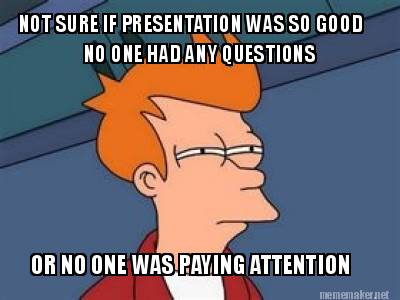 NOT SURE IF PRESENTATION WAS SO GOOD
NO ONE HAD ANY QUESTIONS
OR NO ONE WAS PAYING ATTENTION
mememaker.net